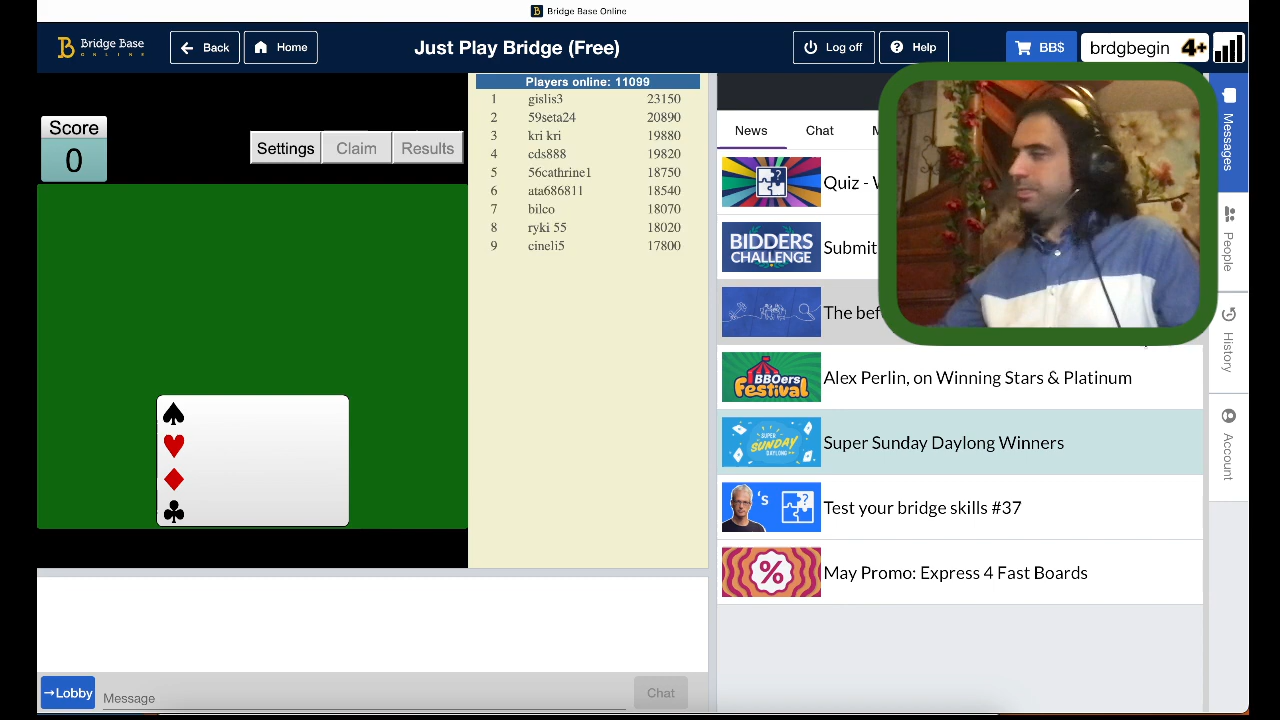 Bridge Base Online
Bridge Base
ONLINE
Back
Home
Just Play Bridge (Free)
Log off
Help
BB$
brdgbegin 4+
Score
0
Settings
Claim
Results
Players online: 11099
1 gislis3 23150
2 59seta24 20890
3 kri kri 19880
4 cds888 19820
5 56cathrine1 18750
6 ata686811 18540
7 bilco 18070
8 ryki 55 18020
9 cineli5 17800
News
Chat
M
?
Quiz -
BIDDERS
CHALLENGE
Submit
The bef
BBOers
Festival
Alex Perlin, on Winning Stars & Platinum
SUPER
SUNDAY
DAYLONG
Super Sunday Daylong Winners
's ?
Test your bridge skills #37
%
May Promo: Express 4 Fast Boards
Messages
People
History
Account
→Lobby
Message
Chat